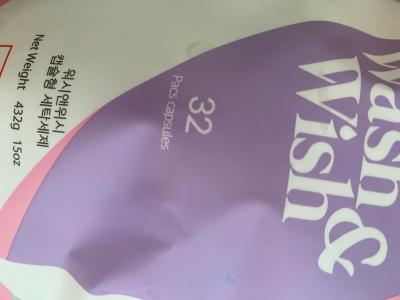 Wash &
Wish
32
Pacs capsules
워시앤위시
캡슐형 세탁세제
Net Weight 432g 15oz